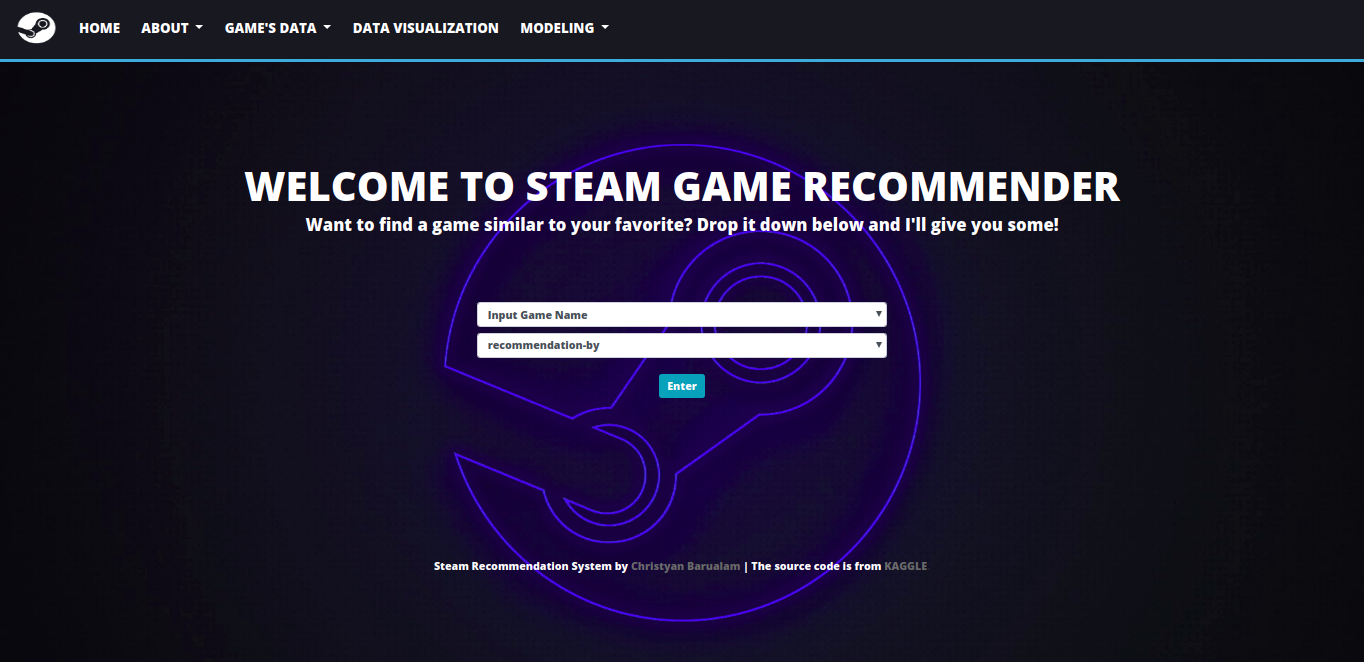 HOME ABOUT GAME'S DATA DATA VISUALIZATION MODELING
WELCOME TO STEAM GAME RECOMMENDER
Want to find a game similar to your favorite? Drop it down below and I'll give you some!
Input Game Name
recommendation-by
Enter
Steam Recommendation System by Christyan Barualam | The source code is from KAGGLE.